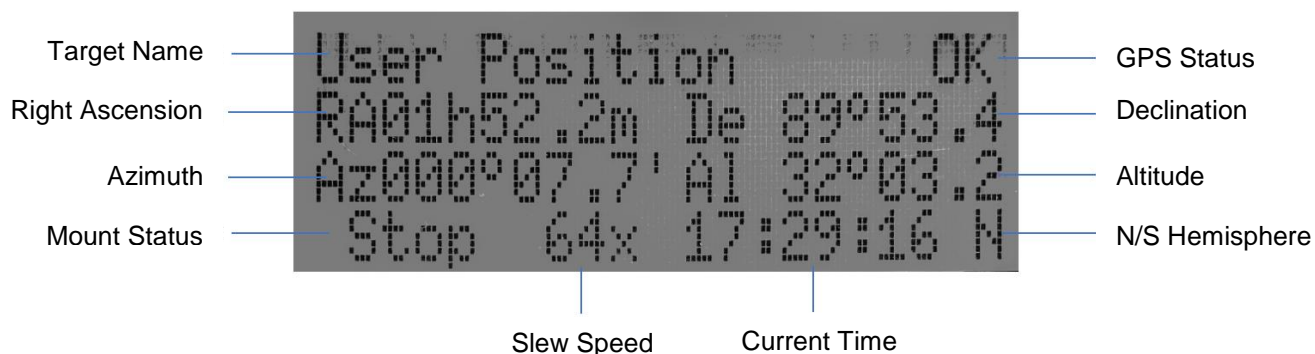 Target Name
User Position OK
GPS Status
Right Ascension
RA01h52.2m De 89°53.4
Declination
Azimuth
Az000°07.7' Al 32°03.2
Altitude
Mount Status
Stop 64x 17:29:16 N
N/S Hemisphere
Slew Speed
Current Time